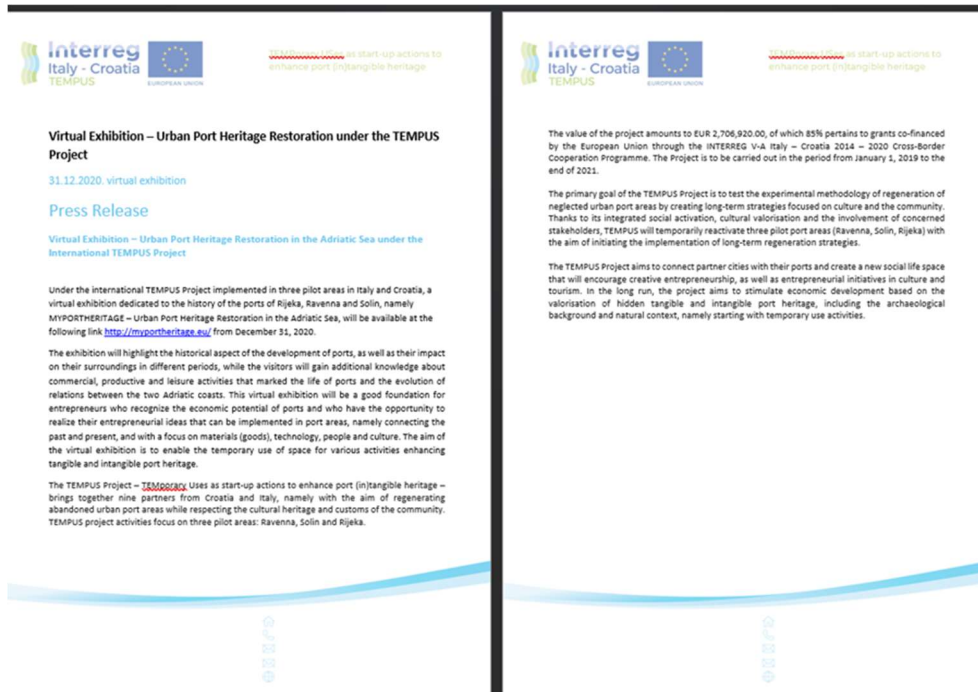 Interreg
Italy - Croatia
TEMPUS
EUROPEAN UNION
TEMPorary USes as start-up actions to
enhance port (in)tangible heritage
Virtual Exhibition – Urban Port Heritage Restoration under the TEMPUS
Project
31.12.2020. virtual exhibition
Press Release
Virtual Exhibition – Urban Port Heritage Restoration in the Adriatic Sea under the
International TEMPUS Project
Under the international TEMPUS Project implemented in three pilot areas in Italy and Croatia, a
virtual exhibition dedicated to the history of the ports of Rijeka, Ravenna and Solin, namely
MYPORTHERITAGE – Urban Port Heritage Restoration in the Adriatic Sea, will be available at the
following link http://myportheritage.eu/ from December 31, 2020.
The exhibition will highlight the historical aspect of the development of ports, as well as their impact
on their surroundings in different periods, while the visitors will gain additional knowledge about
commercial, productive and leisure activities that marked the life of ports and the evolution of
relations between the two Adriatic coasts. This virtual exhibition will be a good foundation for
entrepreneurs who recognize the economic potential of ports and who have the opportunity to
realize their entrepreneurial ideas that can be implemented in port areas, namely connecting the
past and present, and with a focus on materials (goods), technology, people and culture. The aim of
the virtual exhibition is to enable the temporary use of space for various activities enhancing
tangible and intangible port heritage.
The TEMPUS Project – TEMporary Uses as start-up actions to enhance port (in)tangible heritage –
brings together nine partners from Croatia and Italy, namely with the aim of regenerating
abandoned urban port areas while respecting the cultural heritage and customs of the community.
TEMPUS project activities focus on three pilot areas: Ravenna, Solin and Rijeka.
Interreg
Italy - Croatia
TEMPUS
EUROPEAN UNION
TEMPorary USes as start-up actions to
enhance port (in)tangible heritage
The value of the project amounts to EUR 2,706,920.00, of which 85% pertains to grants co-financed
by the European Union through the INTERREG V-A Italy – Croatia 2014 – 2020 Cross-Border
Cooperation Programme. The Project is to be carried out in the period from January 1, 2019 to the
end of 2021.
The primary goal of the TEMPUS Project is to test the experimental methodology of regeneration of
neglected urban port areas by creating long-term strategies focused on culture and the community.
Thanks to its integrated social activation, cultural valorisation and the involvement of concerned
stakeholders, TEMPUS will temporarily reactivate three pilot port areas (Ravenna, Solin, Rijeka) with
the aim of initiating the implementation of long-term regeneration strategies.
The TEMPUS Project aims to connect partner cities with their ports and create a new social life space
that will encourage creative entrepreneurship, as well as entrepreneurial initiatives in culture and
tourism. In the long run, the project aims to stimulate economic development based on the
valorisation of hidden tangible and intangible port heritage, including the archaeological
background and natural context, namely starting with temporary use activities.